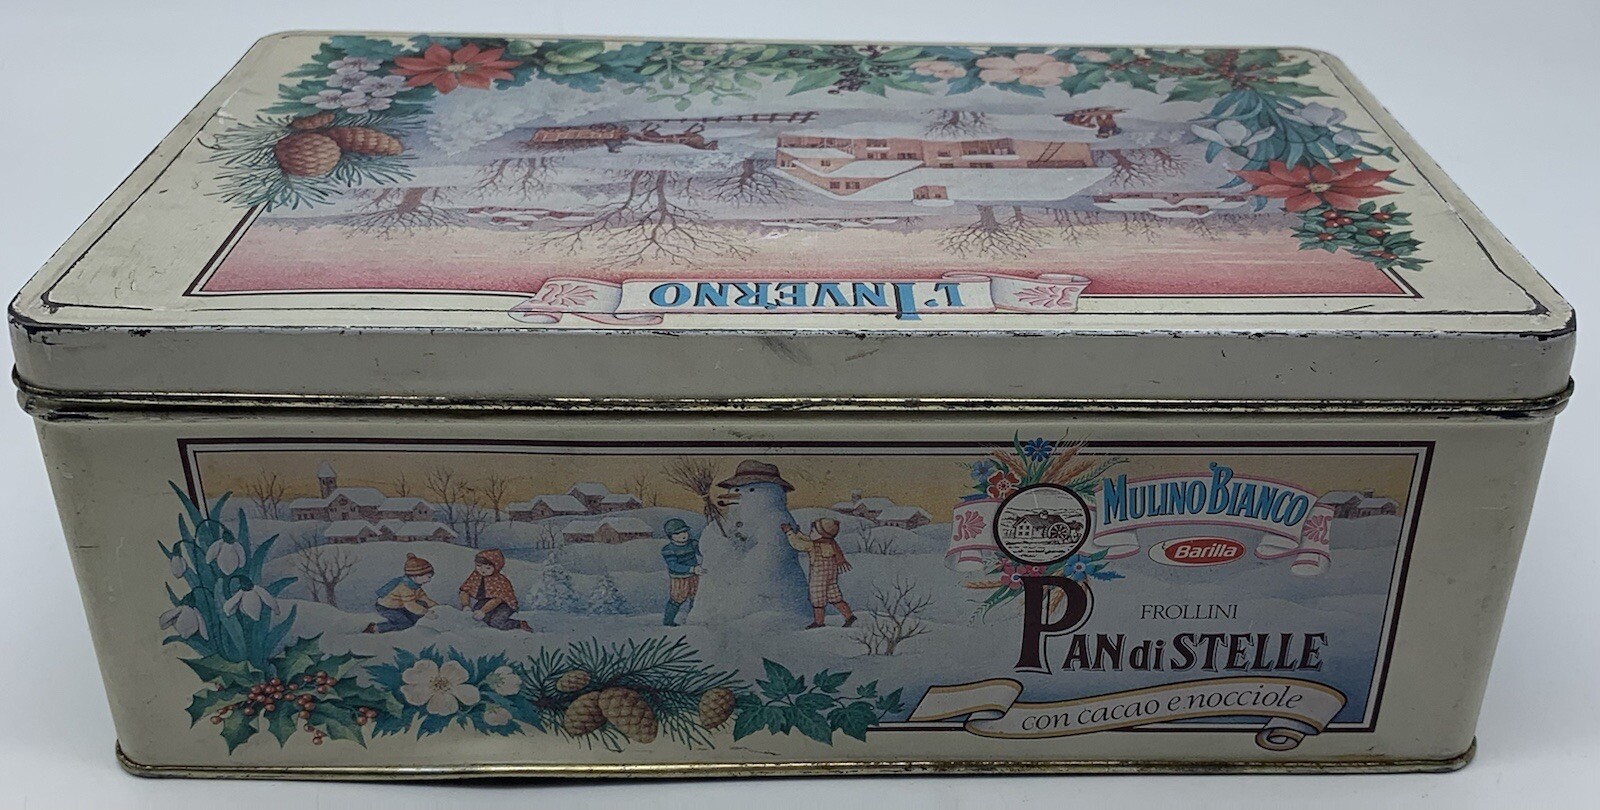 L'INVERNO
MULINO BIANCO
Barilla
FROLLINI
PAN di STELLE
con cacao e nocciole